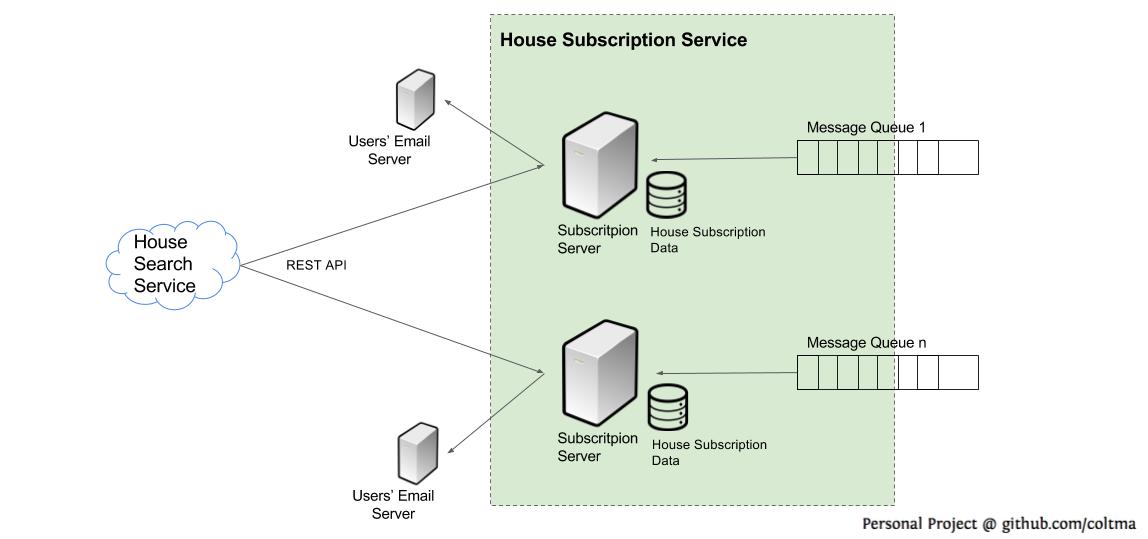 House Subscription Service
Users' Email
Server
Message Queue 1
Subscritpion
Server
House Subscription
Data
House
Search
Service
REST API
Message Queue n
Subscritpion
Server
House Subscription
Data
Users' Email
Server
Personal Project @ github.com/coltma